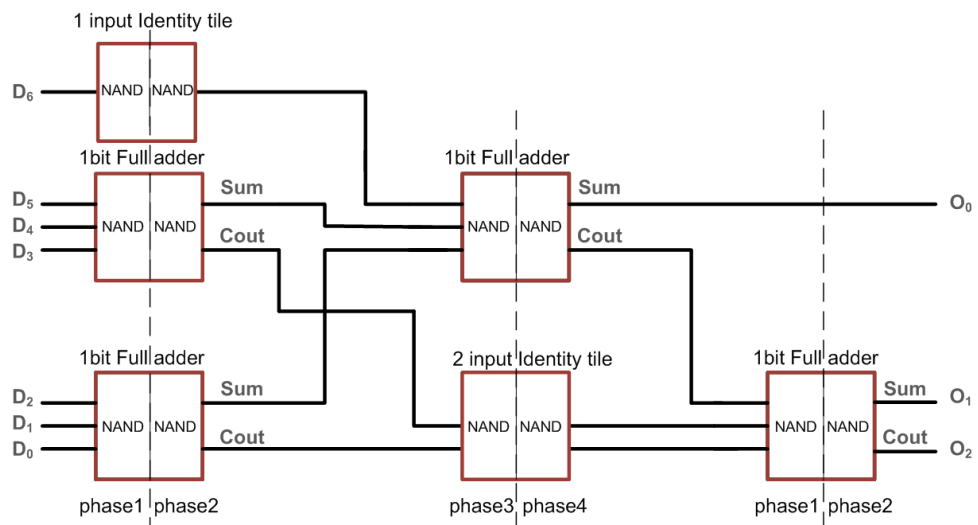 1 input Identity tile
D6 NAND NAND
1bit Full adder 1bit Full adder
D5 Sum Sum O0
D4 NAND NAND NAND NAND
D3 Cout Cout
1bit Full adder 2 input Identity tile 1bit Full adder
D2 Sum Sum O1
D1 NAND NAND NAND NAND NAND NAND
D0 Cout Cout O2
phase1 phase2 phase3 phase4 phase1 phase2